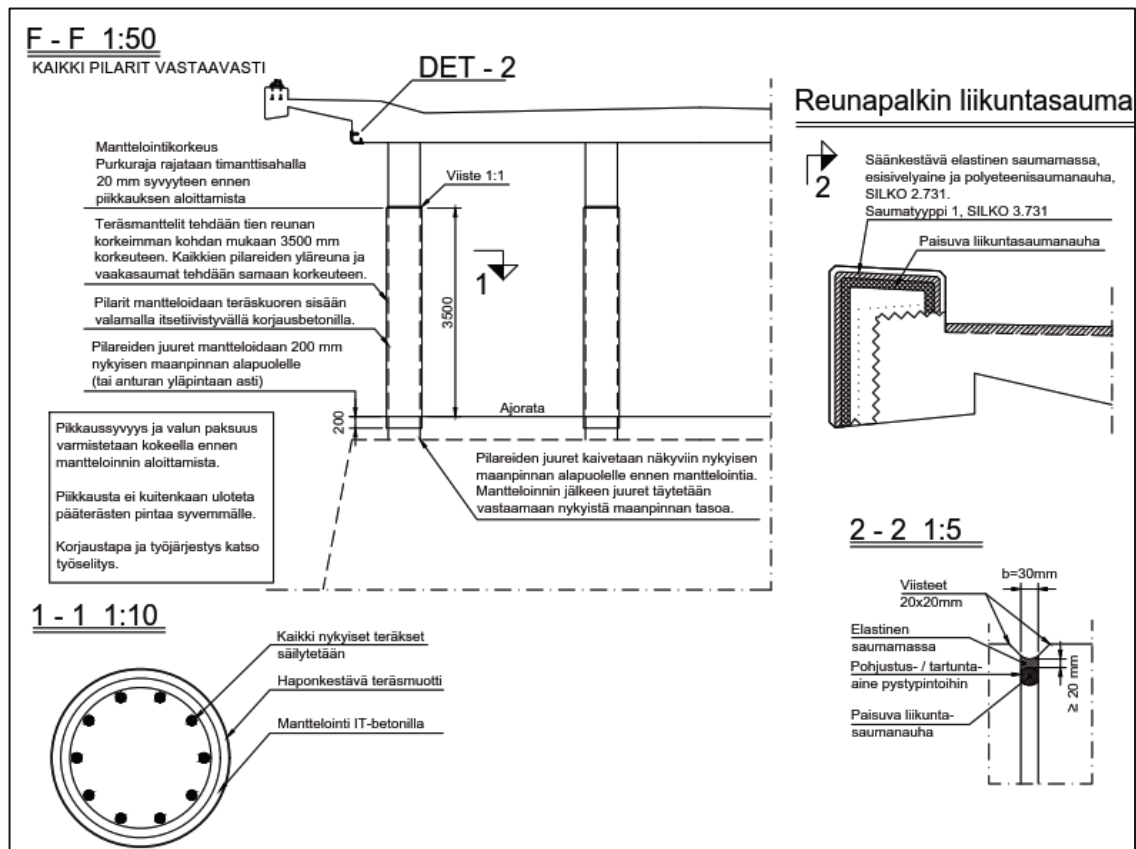 F - F 1:50
KAIKKI PILARIT VASTAAVASTI
DET - 2
Manttelointikorkeus
Purkuraja rajataan timanttisahalla
20 mm syvyyteen ennen
piikkauksen aloittamista
Viiste 1:1
Teräsmanttelit tehdään tien reunan
korkeimman kohdan mukaan 3500 mm
korkeuteen. Kaikkien pilareiden yläreuna ja
vaakasaumat tehdään samaan korkeuteen.
1
3500
Pilarit manteloidaan teräskuoren sisään
valamalla itsetiivistyvällä korjausbetonilla.
Pilareiden juuret mantteloidaan 200 mm
nykyisen maanpinnan alapuolelle
(tai anturan yläpintaan asti)
200
Ajorata
Pikkaussyvyys ja valun paksuus
varmistetaan kokeella ennen
mantteloinnin aloittamista.
Piikkausta ei kuitenkaan uloteta
pääterästen pintaa syvemmälle.
Korjaustapa ja työjärjestys katso
työselitys.
Pilareiden juuret kaivetaan näkyviin nykyisen
maanpinnan alapuolelle ennen mantteloin­tia.
Mantteloinnin jälkeen juuret täytetään
vastaamaan nykyistä maanpinnan tasoa.
Reunapalkin liikuntasauma
2
Säänkestävä elastinen saumamassa,
esisivelyaine ja polyeteenisaumanauha,
SILKO 2.731.
Saumatyyppi 1, SILKO 3.731
Paisuva liikuntasaumanauha
1 - 1 1:10
Kaikki nykyiset teräkset
säilytetään
Haponkestävä teräsmuotti
Manttelointi IT-betonilla
2 - 2 1:5
b=30mm
Viisteet
20x20mm
Elastinen
saumamassa
Pohjustus- / tartunta-
aine pystypintoihin
≥ 20 mm
Paisuva liikunta-
saumanauha